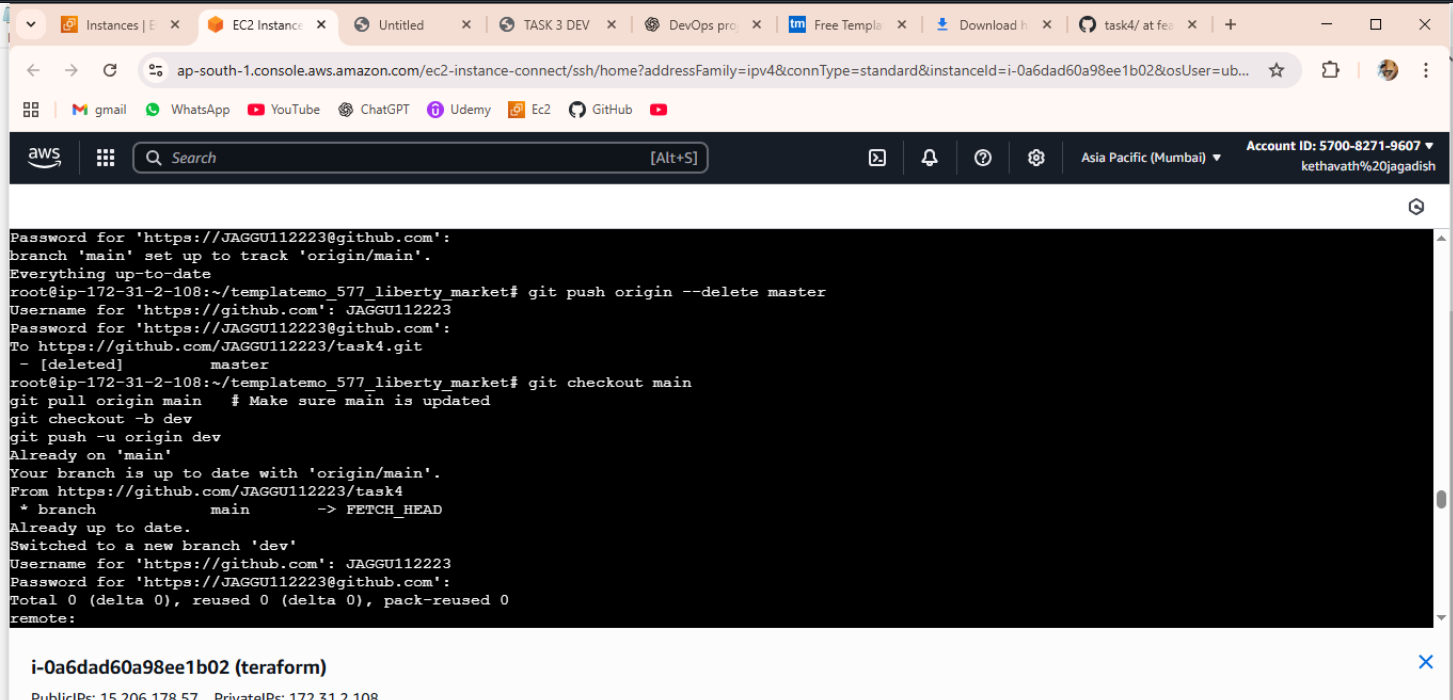 Instances | E
EC2 Instance
Untitled
TASK 3 DEV
DevOps pro
tm Free Templa
Download h
task4/ at fea
ap-south-1.console.aws.amazon.com/ec2-instance-connect/ssh/home?addressFamily=ipv4&connType=standard&instanceId=i-0a6dad60a98ee1b02&osUser=ub...
gmail WhatsApp YouTube ChatGPT Udemy Ec2 GitHub
aws Search [Alt+S] Asia Pacific (Mumbai) ▼ Account ID: 5700-8271-9607 ▼
kethavath%20jagadish
Password for 'https://JAGGU112223@github.com':
branch 'main' set up to track 'origin/main'.
Everything up-to-date
root@ip-172-31-2-108:~/templatemo_577_liberty_market# git push origin --delete master
Username for 'https://github.com': JAGGU112223
Password for 'https://JAGGU112223@github.com':
To https://github.com/JAGGU112223/task4.git
 - [deleted]         master
root@ip-172-31-2-108:~/templatemo_577_liberty_market# git checkout main
git pull origin main   # Make sure main is updated
git checkout -b dev
git push -u origin dev
Already on 'main'
Your branch is up to date with 'origin/main'.
From https://github.com/JAGGU112223/task4
 * branch            main       -> FETCH_HEAD
Already up to date.
Switched to a new branch 'dev'
Username for 'https://github.com': JAGGU112223
Password for 'https://JAGGU112223@github.com':
Total 0 (delta 0), reused 0 (delta 0), pack-reused 0
remote:
i-0a6dad60a98ee1b02 (teraform)
PublicIPs: 15.206.178.57 PrivateIPs: 172.31.2.108